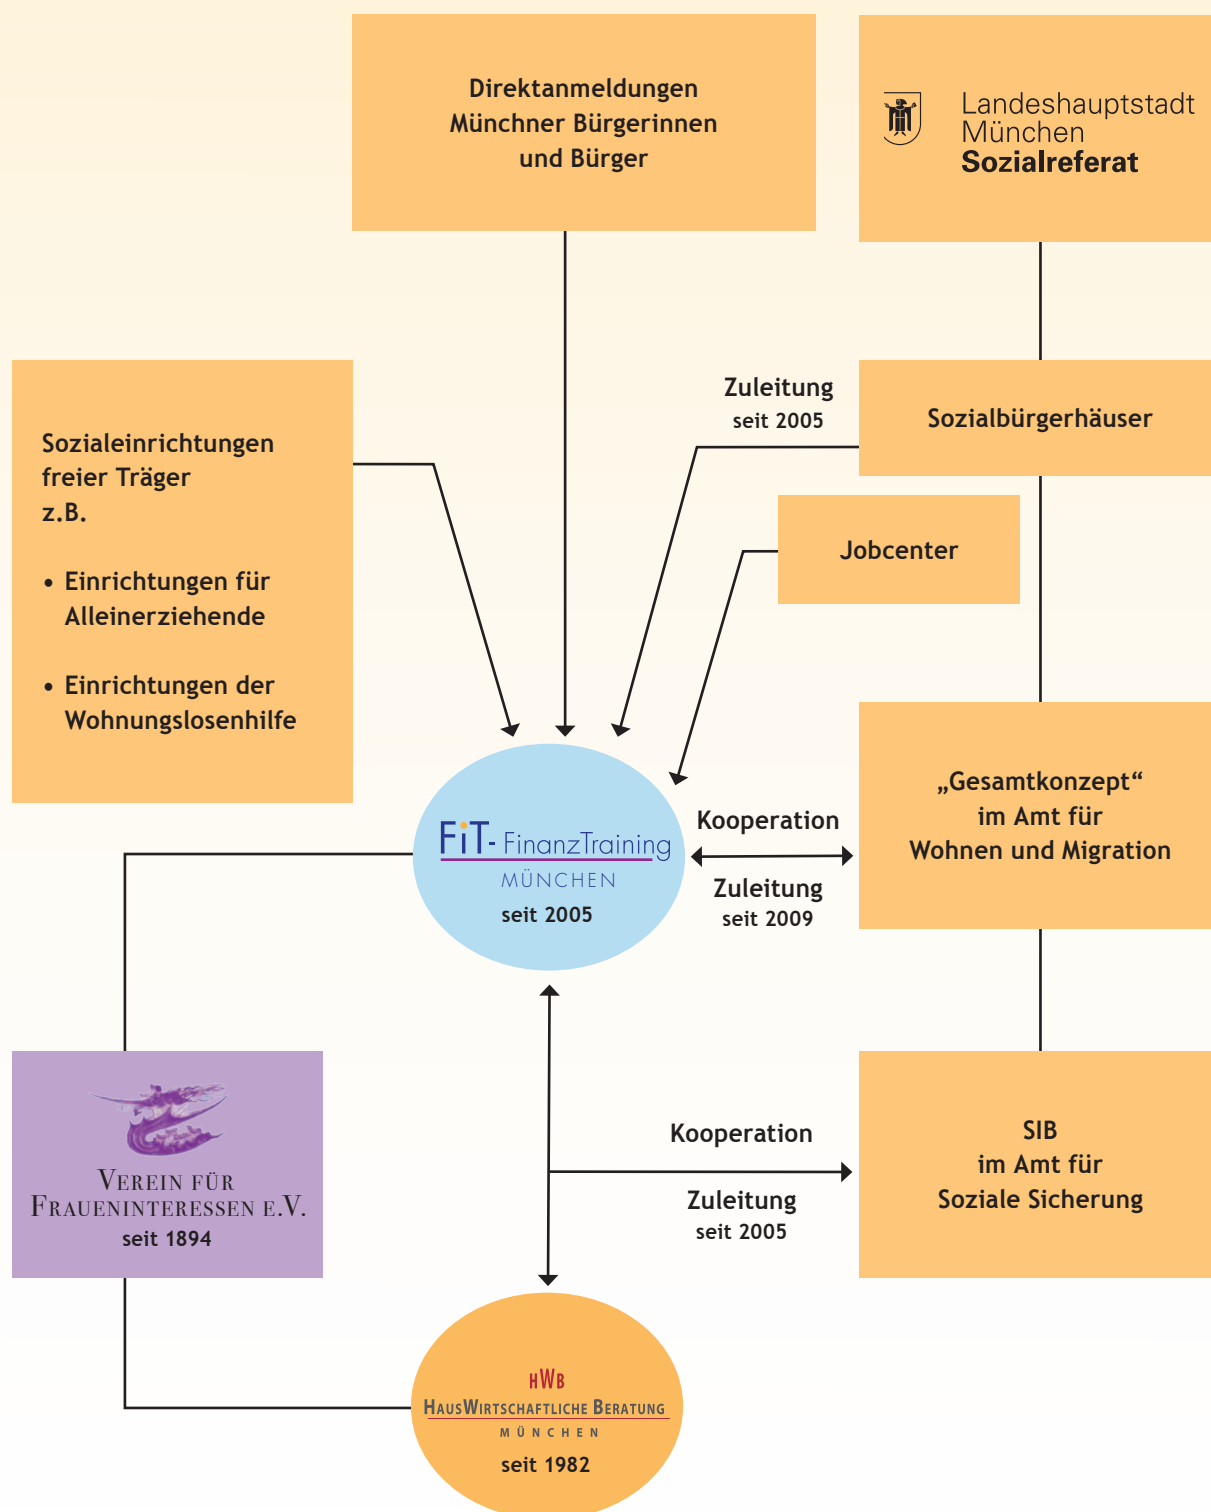 Direktanmeldungen
Münchner Bürgerinnen
und Bürger
Landeshauptstadt
München
Sozialreferat
Zuleitung
seit 2005
Sozialbürgerhäuser
Sozialeinrichtungen
freier Träger
z.B.
• Einrichtungen für
Alleinerziehende
• Einrichtungen der
Wohnungslosenhilfe
Jobcenter
FiT- FinanzTraining
MÜNCHEN
seit 2005
Kooperation
Zuleitung
seit 2009
„Gesamtkonzept“
im Amt für
Wohnen und Migration
VEREIN FÜR
FRAUENINTERESSEN E.V.
seit 1894
Kooperation
Zuleitung
seit 2005
SIB
im Amt für
Soziale Sicherung
HWB
HAUSWIRTSCHAFTLICHE BERATUNG
MÜNCHEN
seit 1982